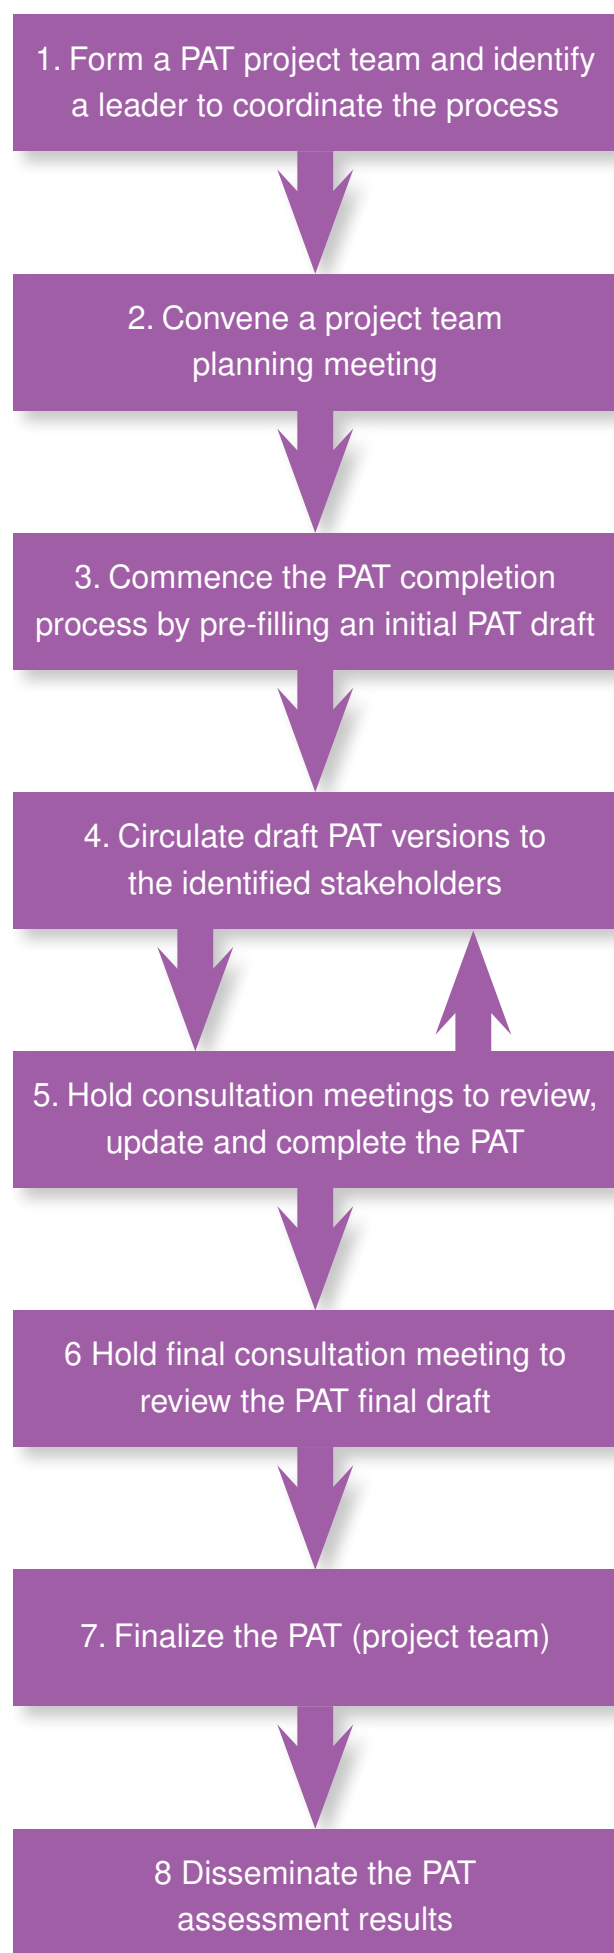 1. Form a PAT project team and identify
a leader to coordinate the process
2. Convene a project team
planning meeting
3. Commence the PAT completion
process by pre-filling an initial PAT draft
4. Circulate draft PAT versions to
the identified stakeholders
5. Hold consultation meetings to review,
update and complete the PAT
6 Hold final consultation meeting to
review the PAT final draft
7. Finalize the PAT (project team)
8 Disseminate the PAT
assessment results